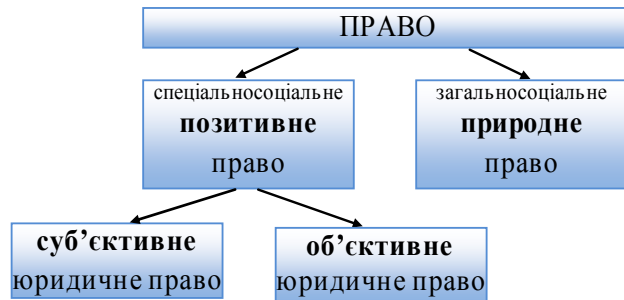 ПРАВО
спеціальносоціальне
позитивне
право
загальносоціальне
природне
право
суб’єктивне
юридичне право
об’єктивне
юридичне право